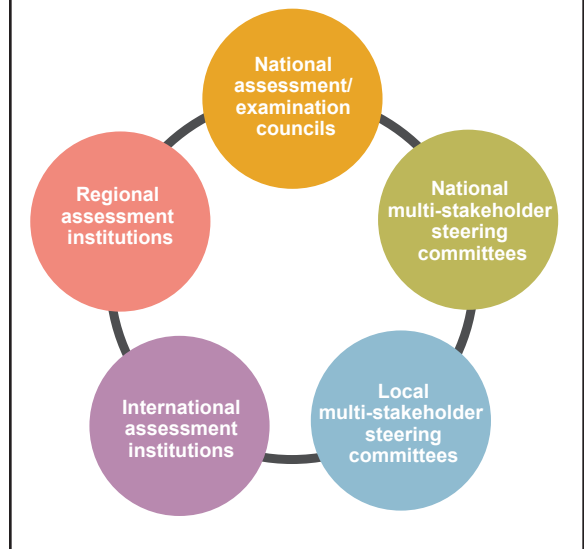 National
assessment/
examination
councils
National
multi-stakeholder
steering
committees
Local
multi-stakeholder
steering
committees
International
assessment
institutions
Regional
assessment
institutions